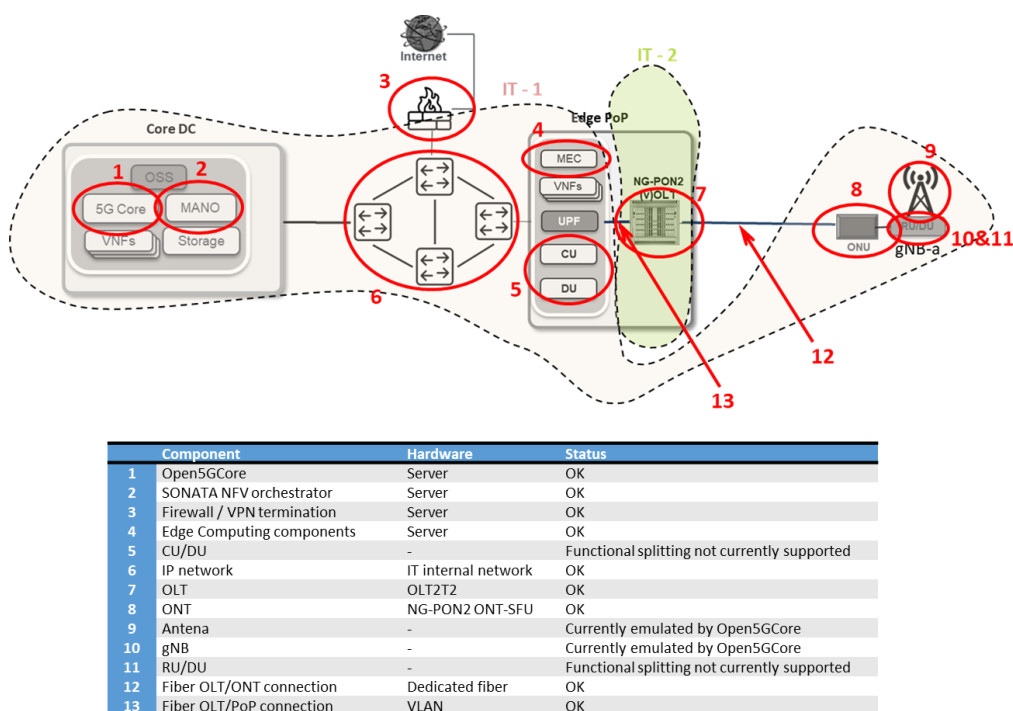 Internet
3
IT - 1
IT - 2
Core DC
Edge PoP
4
9
1
OSS
2
MEC
NG-PON2
(v)OLT
7
8
5G Core
MANO
VNFs
UPF
RU/DU
10&11
VNFs
Storage
CU
ONU
gNB-a
6
5
DU
12
13
Component Hardware Status
1 Open5GCore Server OK
2 SONATA NFV orchestrator Server OK
3 Firewall / VPN termination Server OK
4 Edge Computing components Server OK
5 CU/DU - Functional splitting not currently supported
6 IP network IT internal network OK
7 OLT OLT2T2 OK
8 ONT NG-PON2 ONT-SFU OK
9 Antena - Currently emulated by Open5GCore
10 gNB - Currently emulated by Open5GCore
11 RU/DU - Functional splitting not currently supported
12 Fiber OLT/ONT connection Dedicated fiber OK
13 Fiber OLT/PoP connection VLAN OK